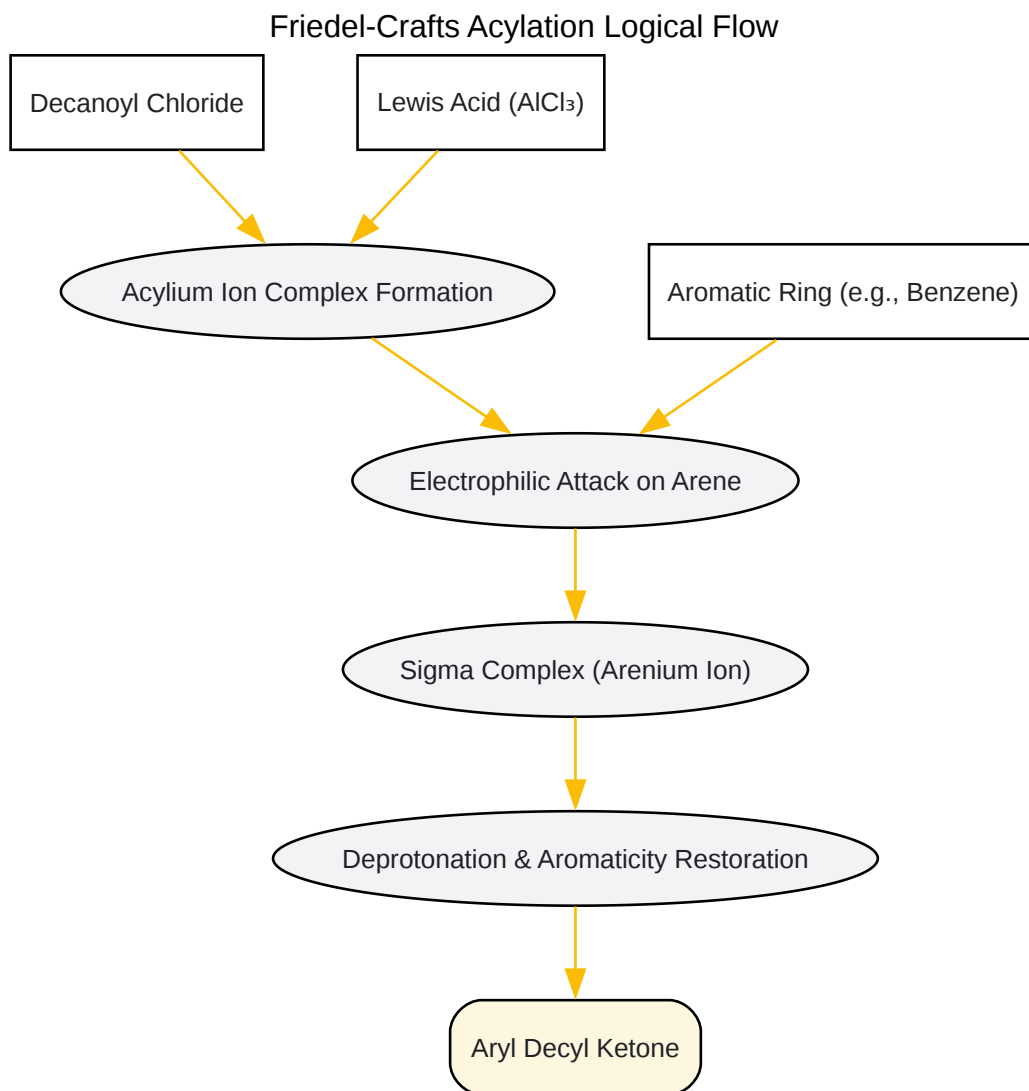 Friedel-Crafts Acylation Logical Flow
Decanoyl Chloride
Lewis Acid (AlCl₃)
Acylium Ion Complex Formation
Aromatic Ring (e.g., Benzene)
Electrophilic Attack on Arene
Sigma Complex (Arenium Ion)
Deprotonation & Aromaticity Restoration
Aryl Decyl Ketone